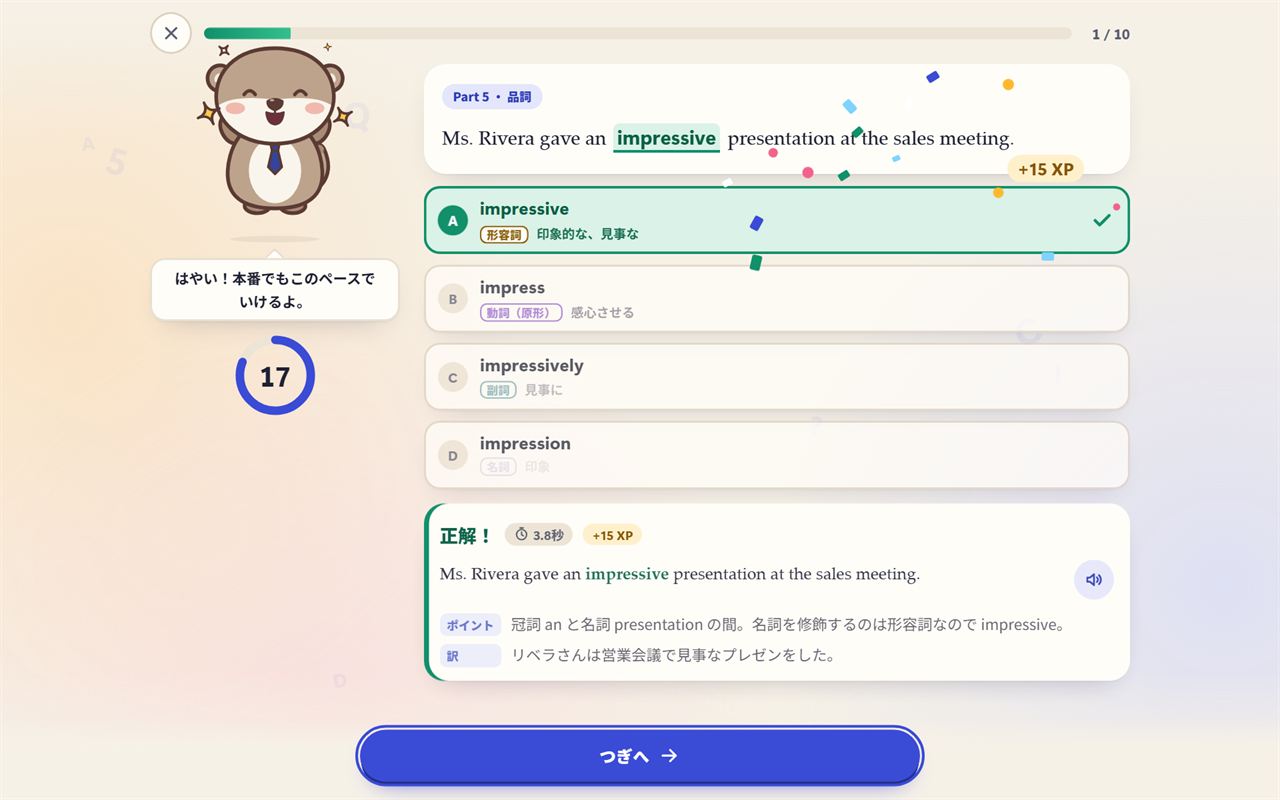 1 / 10
Part 5 · 品詞
Ms. Rivera gave an impressive presentation at the sales meeting.
+15 XP
A impressive
形容詞 印象的な、見事な
B impress
動詞（原形） 感心させる
C impressively
副詞 見事に
D impression
名詞 印象
はやい！本番でもこのペースで
いけるよ。
17
正解！ 3.8秒 +15 XP
Ms. Rivera gave an impressive presentation at the sales meeting.
ポイント 冠詞 an と名詞 presentation の間。名詞を修飾するのは形容詞なので impressive。
訳 リベラさんは営業会議で見事なプレゼンをした。
つぎへ →
A
5
Q
D